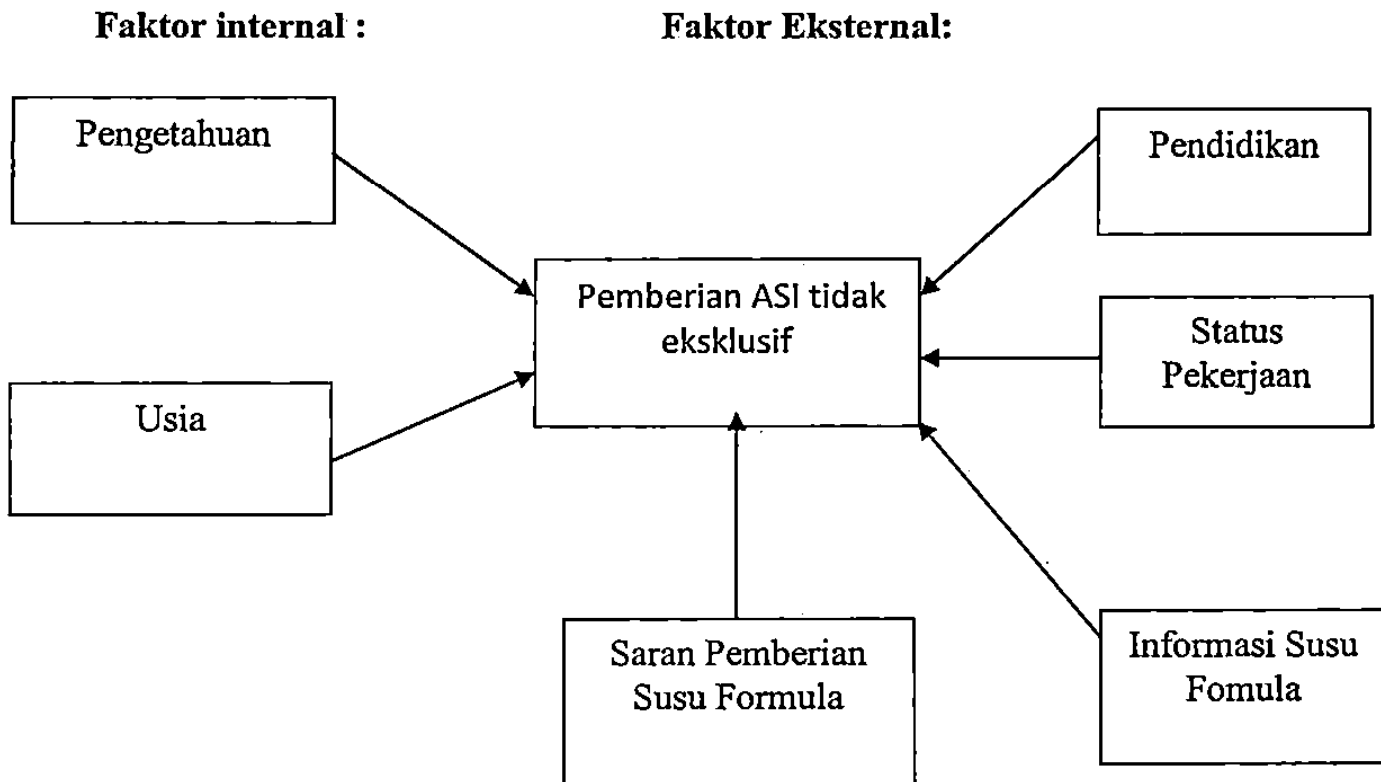 Faktor internal :
Faktor Eksternal:
Pengetahuan
Pendidikan
Pemberian ASI tidak
eksklusif
Status
Pekerjaan
Usia
Saran Pemberian
Susu Formula
Informasi Susu
Fomula